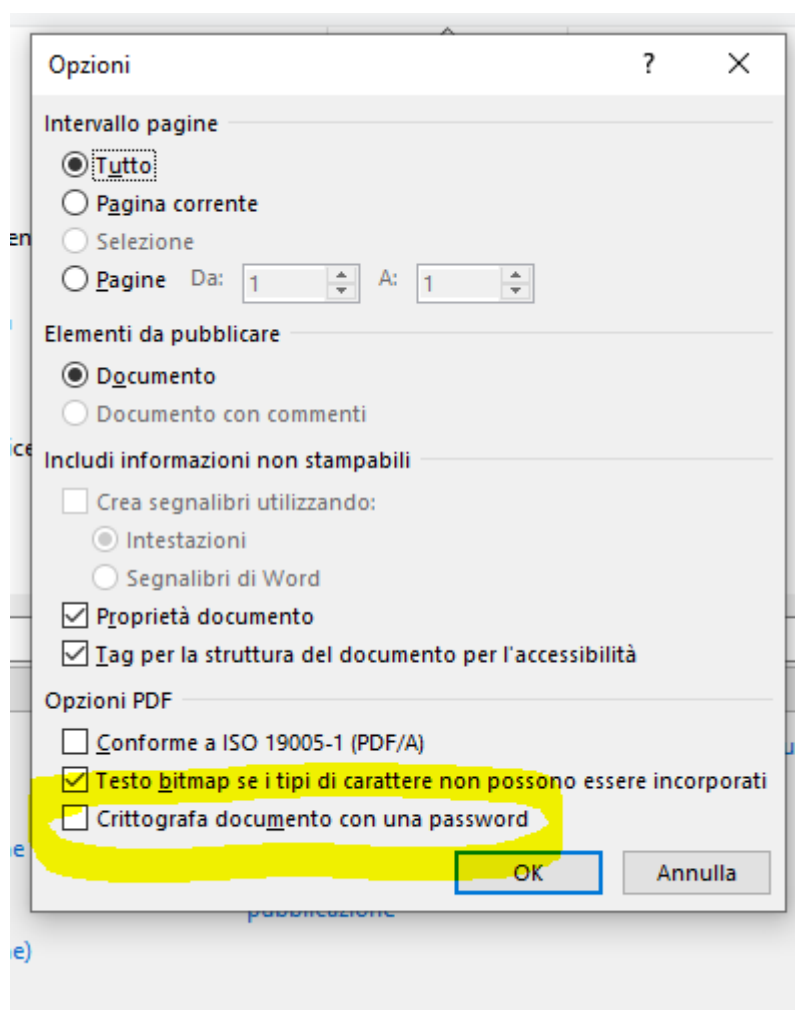 Opzioni ?
Intervallo pagine
Tutto
Pagina corrente
en
Selezione
Pagine Da: 1 A: 1
Elementi da pubblicare
Documento
Documento con commenti
ice
Includi informazioni non stampabili
Crea segnalibri utilizzando:
Intestazioni
Segnalibri di Word
Proprietà documento
Tag per la struttura del documento per l'accessibilità
Opzioni PDF
Conforme a ISO 19005-1 (PDF/A)
Testo bitmap se i tipi di carattere non possono essere incorporati
Crittografa documento con una password
OK Annulla
pubblicazione
e)